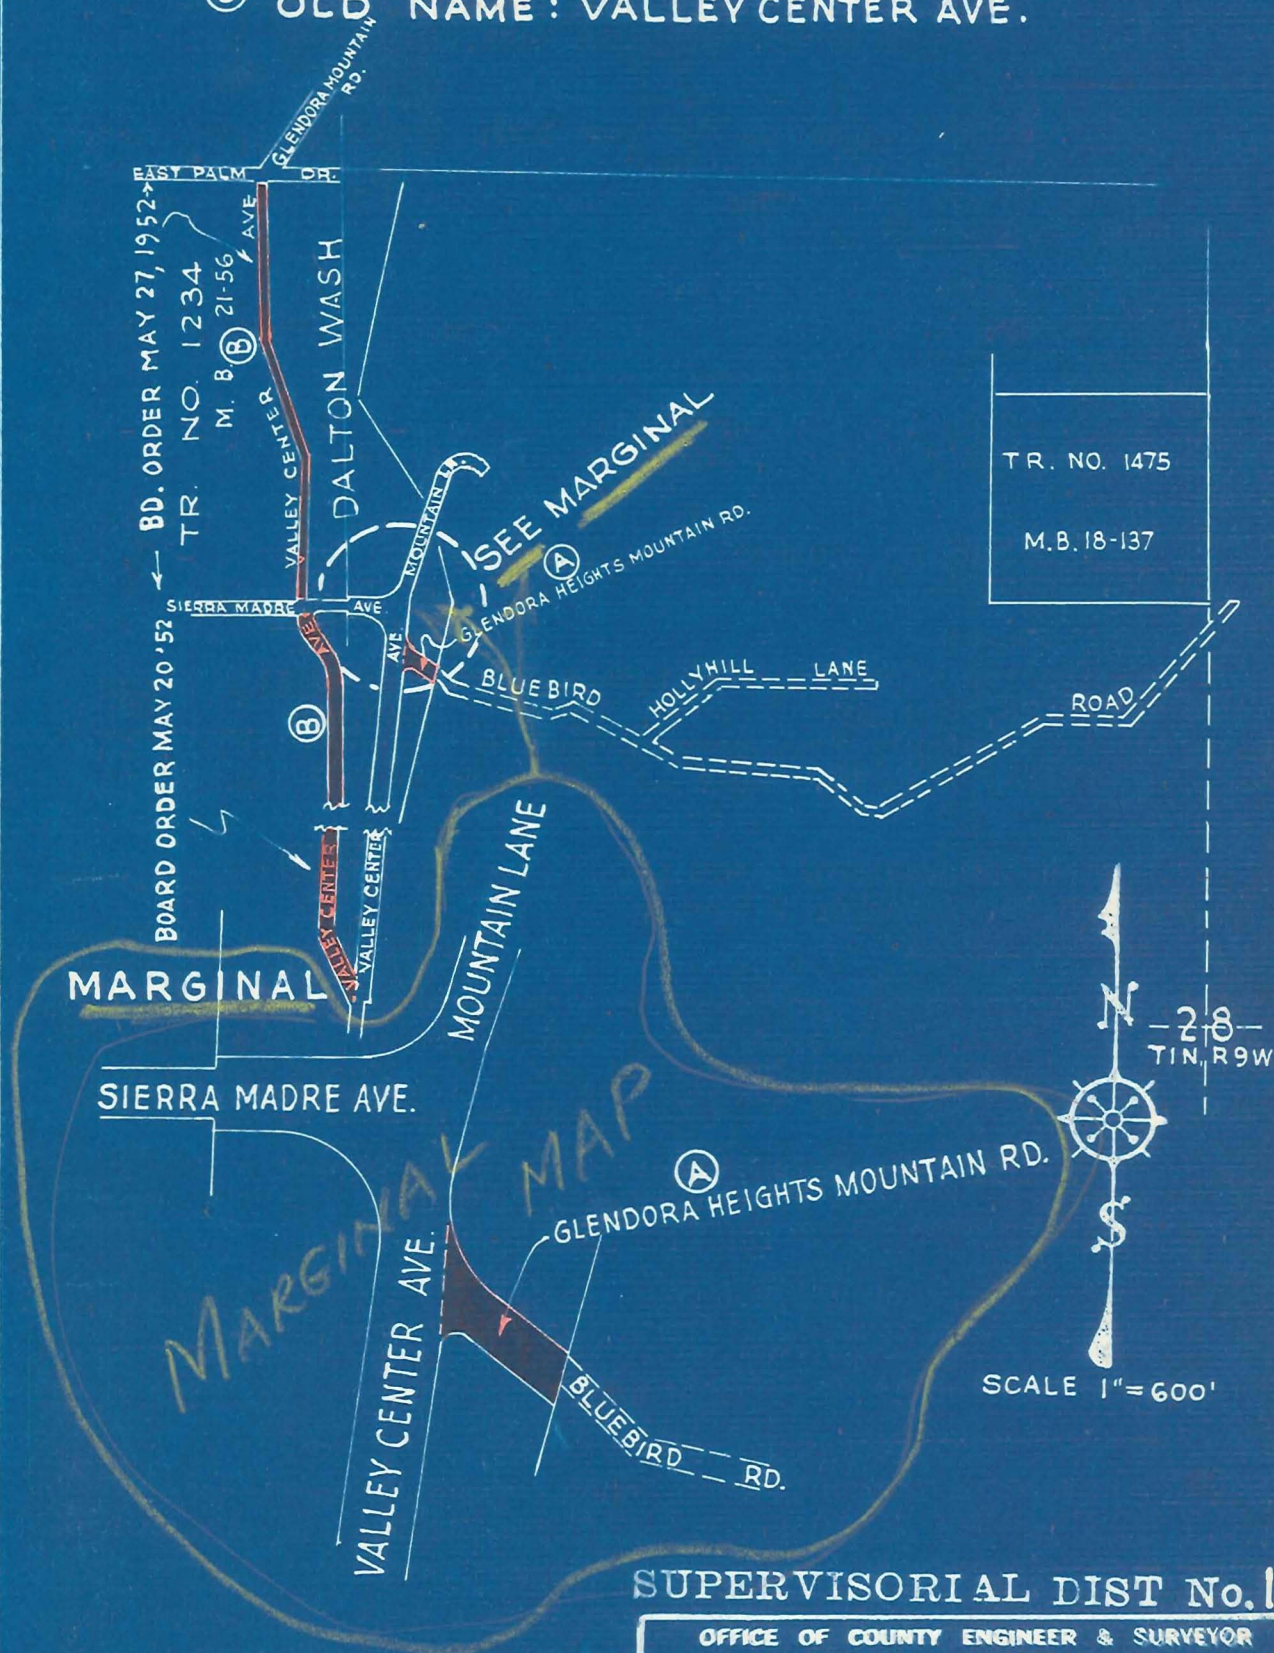 Ⓑ OLD NAME: VALLEY CENTER AVE.
GLENDORA MOUNTAIN
RD.
EAST PALM DR.
BD. ORDER MAY 27, 1952
TR. NO. 1234
M. B. 21-56
Ⓑ
AVE
VALLEY CENTER
DALTON WASH
MOUNTAIN LN.
SEE MARGINAL
Ⓐ
GLENDORA HEIGHTS MOUNTAIN RD.
TR. NO. 1475
M.B. 18-137
SIERRA MADRE AVE.
AVE
AVE
BOARD ORDER MAY 20 '52
Ⓑ
BLUEBIRD
HOLLYHILL LANE
ROAD
VALLEY CENTER
VALLEY
VALLEY CENTER
MARGINAL
MOUNTAIN LANE
SIERRA MADRE AVE.
MARGINAL MAP
Ⓐ
GLENDORA HEIGHTS MOUNTAIN RD.
VALLEY CENTER AVE.
BLUEBIRD RD.
N
28
T1N, R9W
S
SCALE 1"=600'
SUPERVISORIAL DIST No. 1
OFFICE OF COUNTY ENGINEER & SURVEYOR